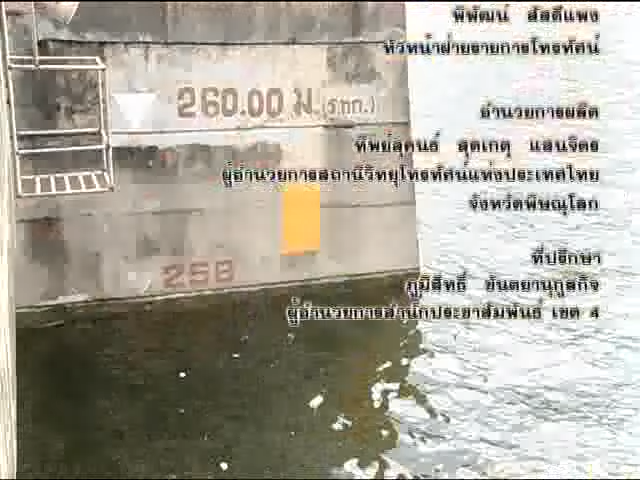 พิพัฒน์ สัสดีแพง
หัวหน้าฝ่ายรายการโทรทัศน์
260.00 ม. (ร.ทก.)
อำนวยการผลิต
ทิพย์สุคนธ์ สุดเกตุ แสนจิตร
ผู้อำนวยการสถานีวิทยุโทรทัศน์แห่งประเทศไทย
จังหวัดพิษณุโลก
ที่ปรึกษา
258
ภูมิสิทธิ์ ยันตยานุกูลกิจ
ผู้อำนวยการสำนักประชาสัมพันธ์ เขต 4